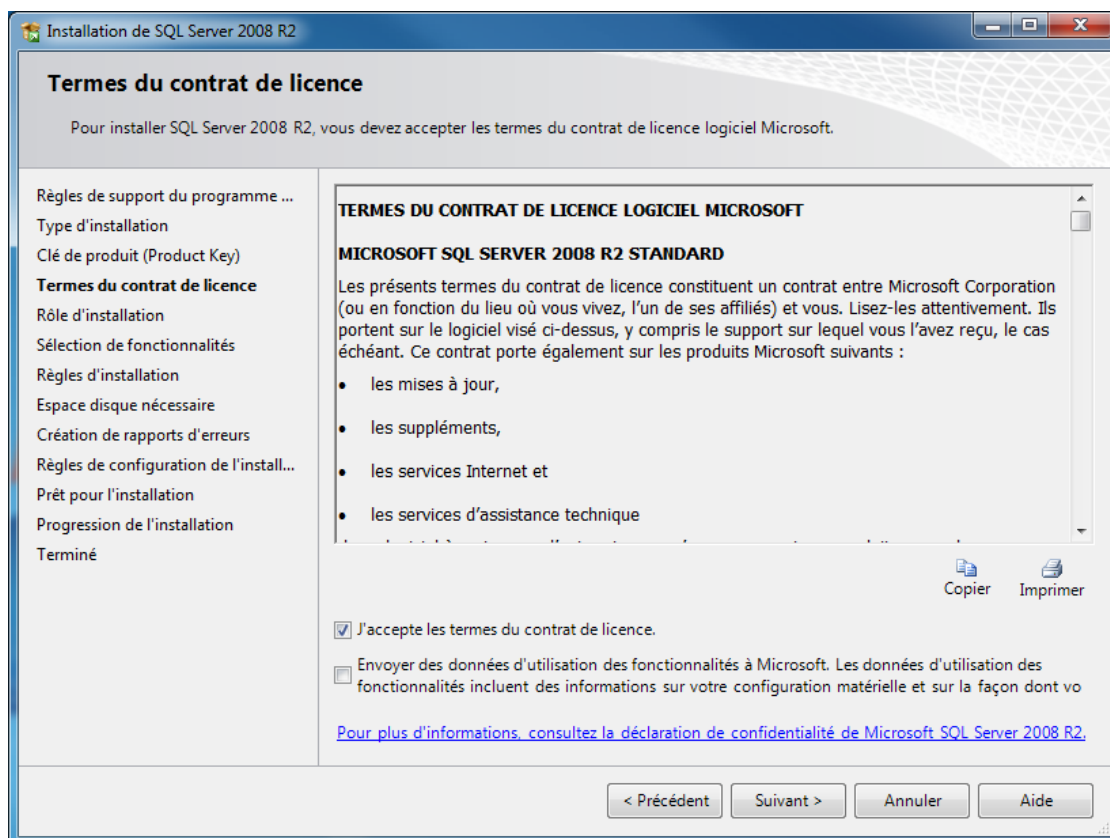 Installation de SQL Server 2008 R2
Termes du contrat de licence
Pour installer SQL Server 2008 R2, vous devez accepter les termes du contrat de licence logiciel Microsoft.
Règles de support du programme ...
Type d'installation
Clé de produit (Product Key)
Termes du contrat de licence
Rôle d'installation
Sélection de fonctionnalités
Règles d'installation
Espace disque nécessaire
Création de rapports d'erreurs
Règles de configuration de l'install...
Prêt pour l'installation
Progression de l'installation
Terminé
TERMES DU CONTRAT DE LICENCE LOGICIEL MICROSOFT
MICROSOFT SQL SERVER 2008 R2 STANDARD
Les présents termes du contrat de licence constituent un contrat entre Microsoft Corporation
(ou en fonction du lieu où vous vivez, l’un de ses affiliés) et vous. Lisez-les attentivement. Ils
portent sur le logiciel visé ci-dessus, y compris le support sur lequel vous l’avez reçu, le cas
échéant. Ce contrat porte également sur les produits Microsoft suivants :
• les mises à jour,
• les suppléments,
• les services Internet et
• les services d’assistance technique
Copier
Imprimer
J'accepte les termes du contrat de licence.
Envoyer des données d'utilisation des fonctionnalités à Microsoft. Les données d'utilisation des
fonctionnalités incluent des informations sur votre configuration matérielle et sur la façon dont vo
Pour plus d'informations, consultez la déclaration de confidentialité de Microsoft SQL Server 2008 R2.
< Précédent
Suivant >
Annuler
Aide